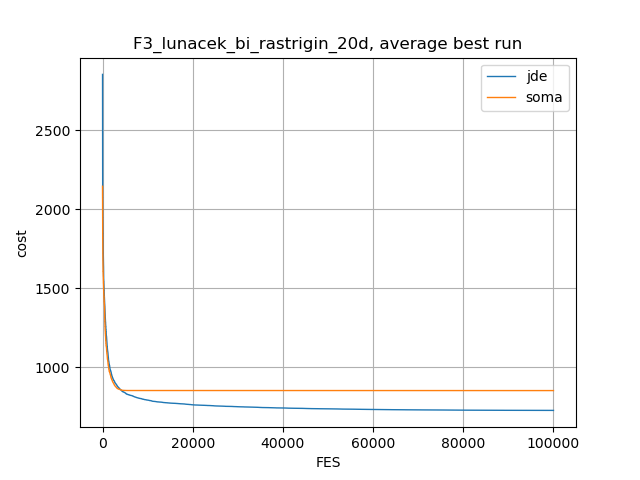 F3_lunacek_bi_rastrigin_20d, average best run
jde
soma
2500
2000
1500
1000
cost
0 20000 40000 60000 80000 100000
FES